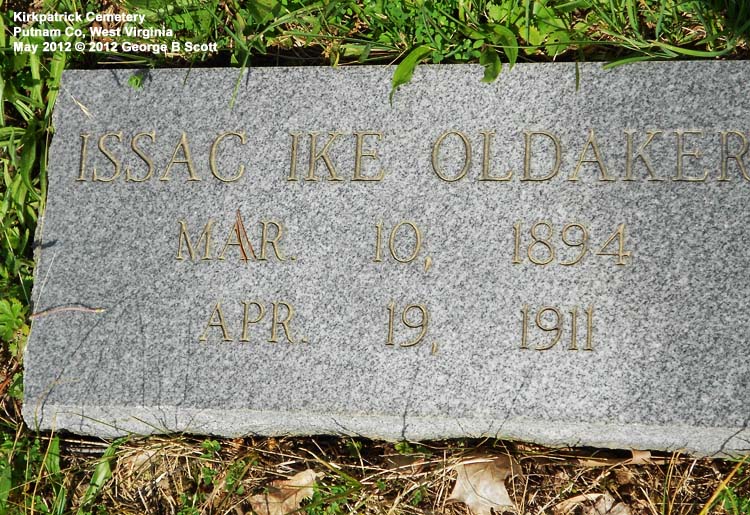 Kirkpatrick Cemetery
Putnam Co, West Virginia
May 2012 © 2012 George B Scott
ISSAC IKE OLDAKER
MAR. 10, 1894
APR. 19, 1911